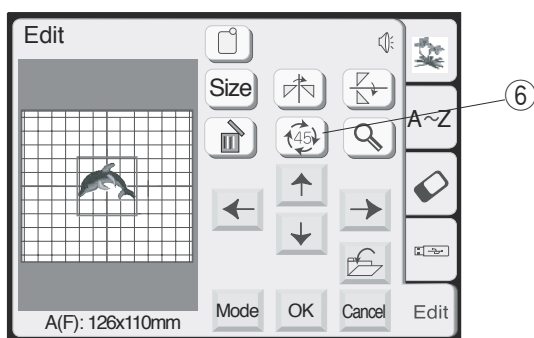 Edit
Size
A~Z
45
⑥
Mode
OK
Cancel
Edit
A(F): 126x110mm